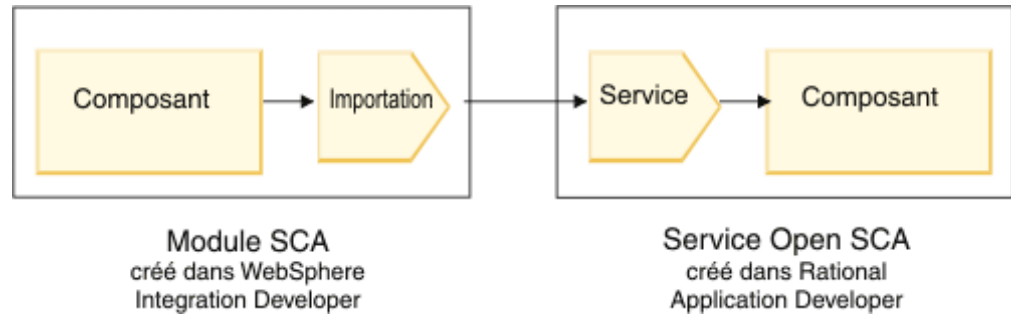 Composant
Importation
Service
Composant
Module SCA
créé dans WebSphere
Integration Developer
Service Open SCA
créé dans Rational
Application Developer